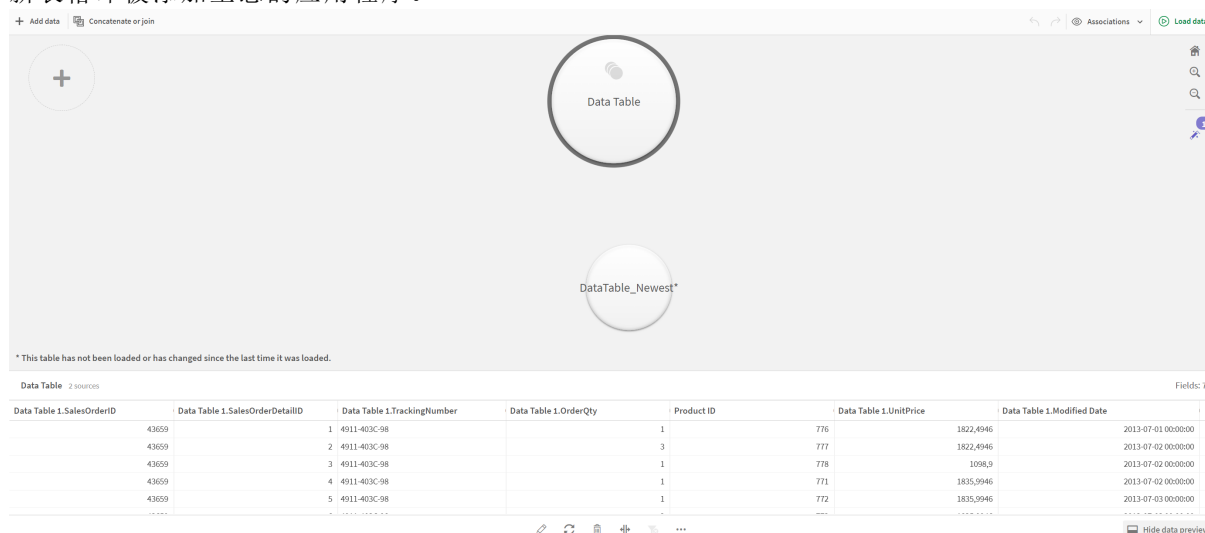 + Add data Concatenate or join Associations Load data
Data Table
DataTable_Newest*
* This table has not been loaded or has changed since the last time it was loaded.
Data Table 2 sources Fields:
Data Table 1.SalesOrderID Data Table 1.SalesOrderDetailID Data Table 1.TrackingNumber Data Table 1.OrderQty Product ID Data Table 1.UnitPrice Data Table 1.Modified Date
43659 1 4911-403C-98 1 776 1822,4946 2013-07-01 00:00:00
43659 2 4911-403C-98 3 777 1822,4946 2013-07-02 00:00:00
43659 3 4911-403C-98 1 778 1098,9 2013-07-02 00:00:00
43659 4 4911-403C-98 1 771 1835,9946 2013-07-02 00:00:00
43659 5 4911-403C-98 1 772 1835,9946 2013-07-03 00:00:00
Hide data preview